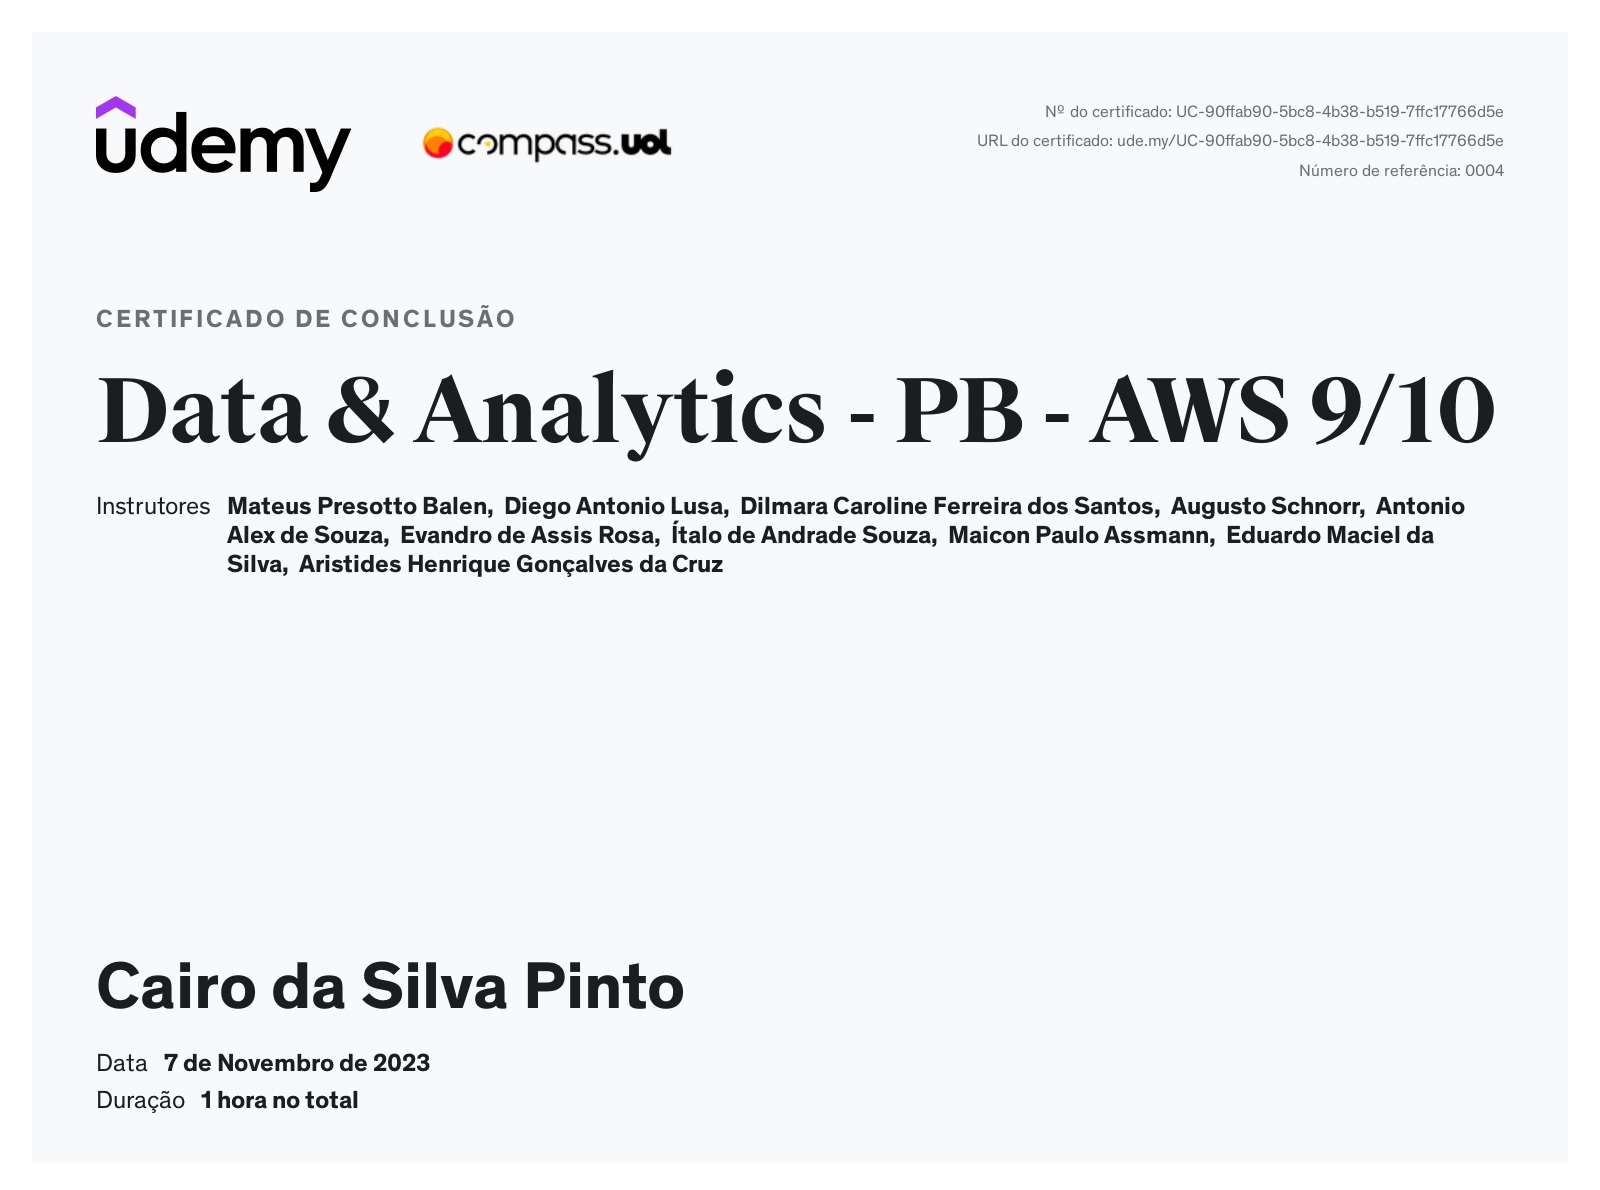 udemy
compass.uol
Nº do certificado: UC-90ffab90-5bc8-4b38-b519-7ffc17766d5e
URL do certificado: ude.my/UC-90ffab90-5bc8-4b38-b519-7ffc17766d5e
Número de referência: 0004
CERTIFICADO DE CONCLUSÃO
Data & Analytics - PB - AWS 9/10
Instrutores Mateus Presotto Balen, Diego Antonio Lusa, Dilmara Caroline Ferreira dos Santos, Augusto Schnorr, Antonio
Alex de Souza, Evandro de Assis Rosa, Ítalo de Andrade Souza, Maicon Paulo Assmann, Eduardo Maciel da
Silva, Aristides Henrique Gonçalves da Cruz
Cairo da Silva Pinto
Data 7 de Novembro de 2023
Duração 1 hora no total